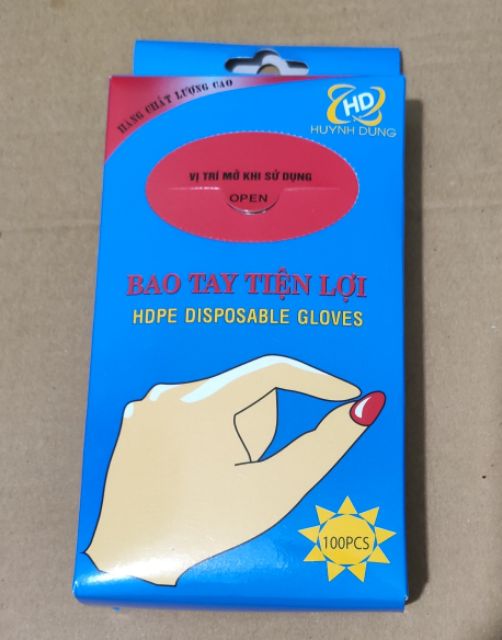 HÀNG CHẤT LƯỢNG CAO
HD
HUYNH DUNG
VỊ TRÍ MỞ KHI SỬ DỤNG
OPEN
BAO TAY TIỆN LỢI
HDPE DISPOSABLE GLOVES
100PCS